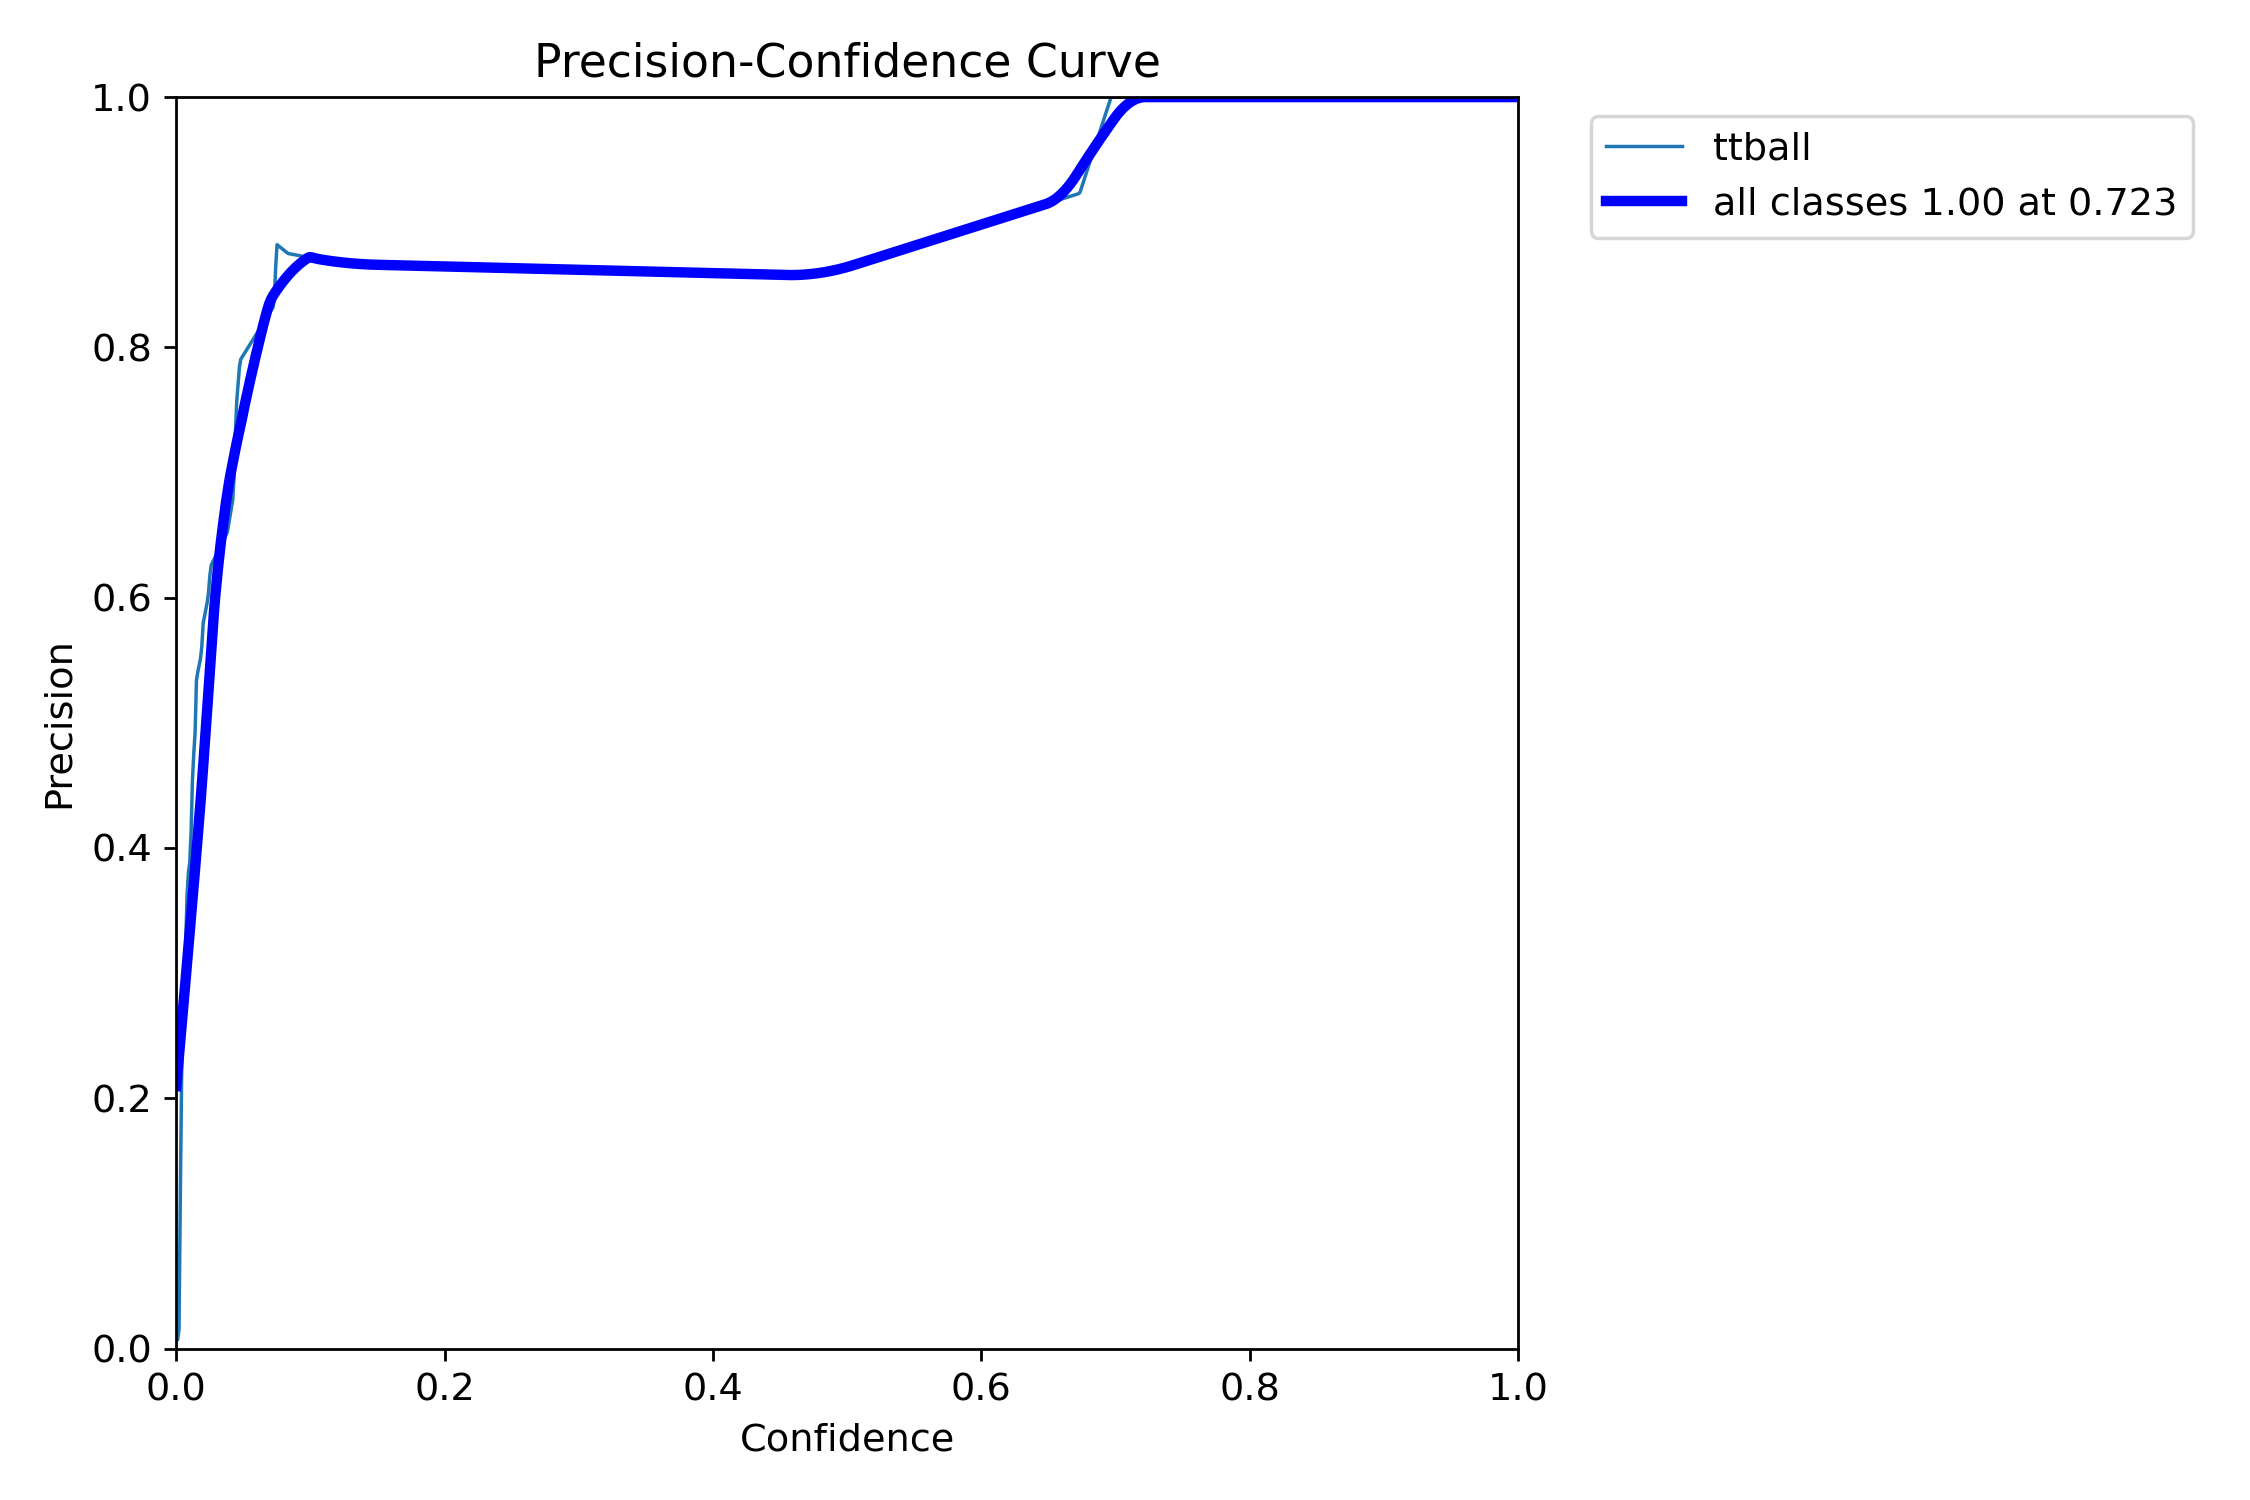 Precision-Confidence Curve
1.0
0.8
0.6
0.4
0.2
0.0
Precision
0.0 0.2 0.4 0.6 0.8 1.0
Confidence
ttball
all classes 1.00 at 0.723